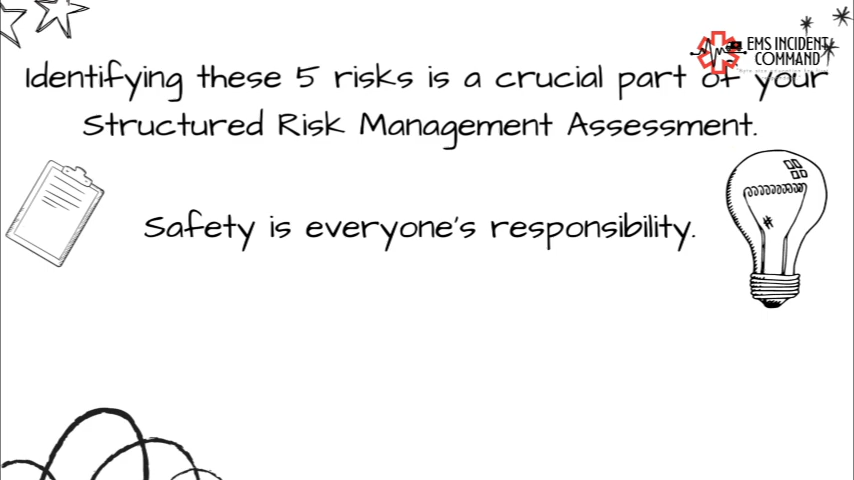 EMS INCIDENT
COMMAND
Identifying these 5 risks is a crucial part of your
Structured Risk Management Assessment.
Safety is everyone's responsibility.